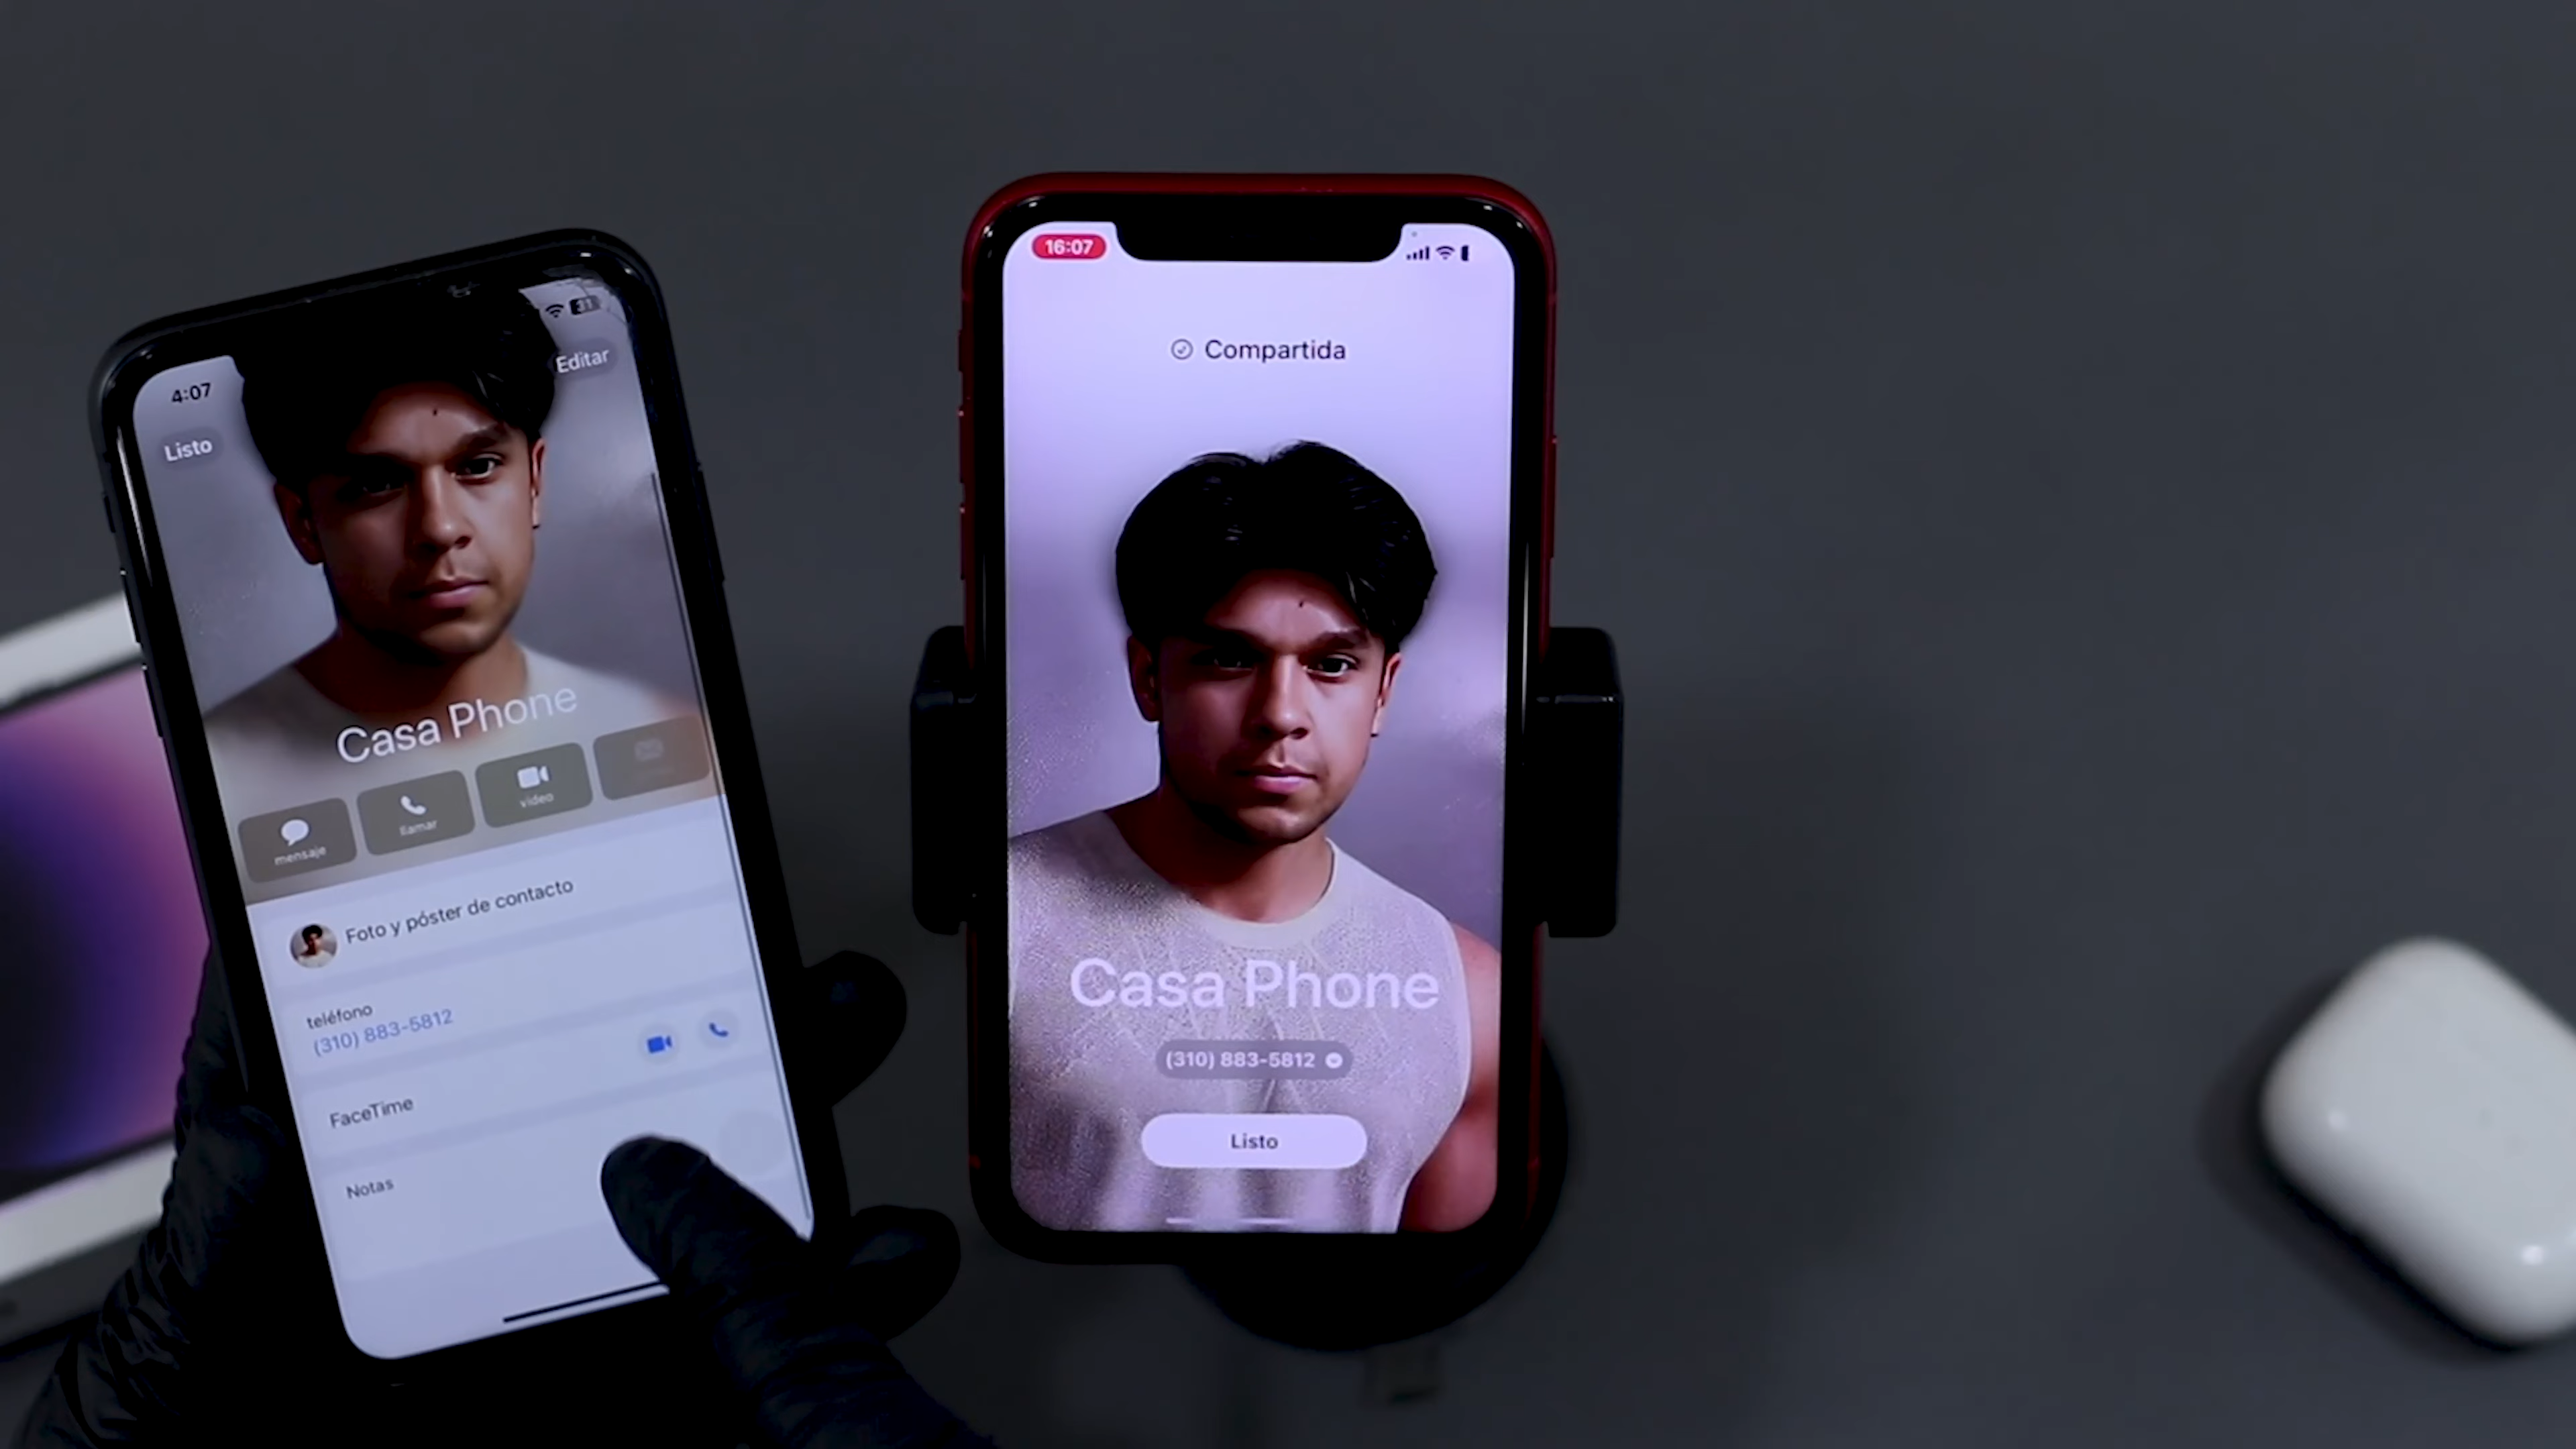 4:07
31
Editar
Listo
Casa Phone
mensaje
llamar
video
Foto y póster de contacto
teléfono
(310) 883-5812
FaceTime
Notas
16:07
Compartida
Casa Phone
(310) 883-5812
Listo